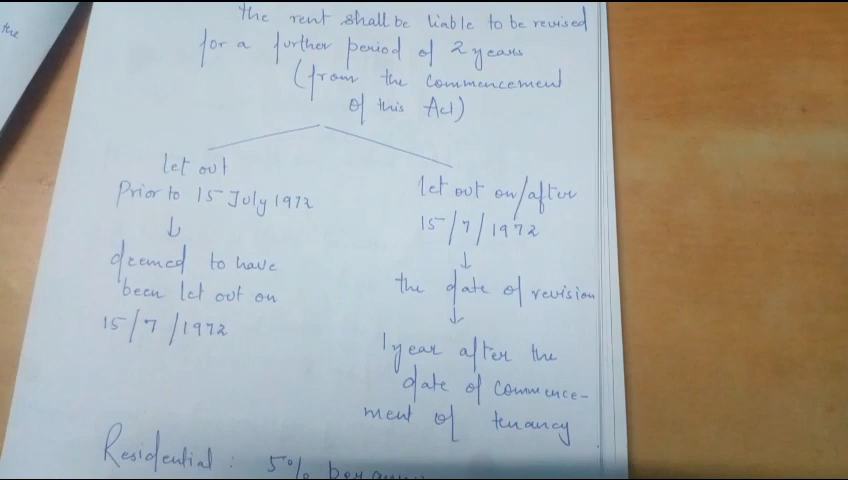 the
the rent shall be liable to be revised
for a further period of 2 years
(from the commencement
of this Act)
let out
Prior to 15 July 1972
↓
deemed to have
been let out on
15/7/1972
let out on/after
15/7/1972
↓
the date of revision
↓
1 year after the
date of commence-
ment of tenancy
Residential : 5% per